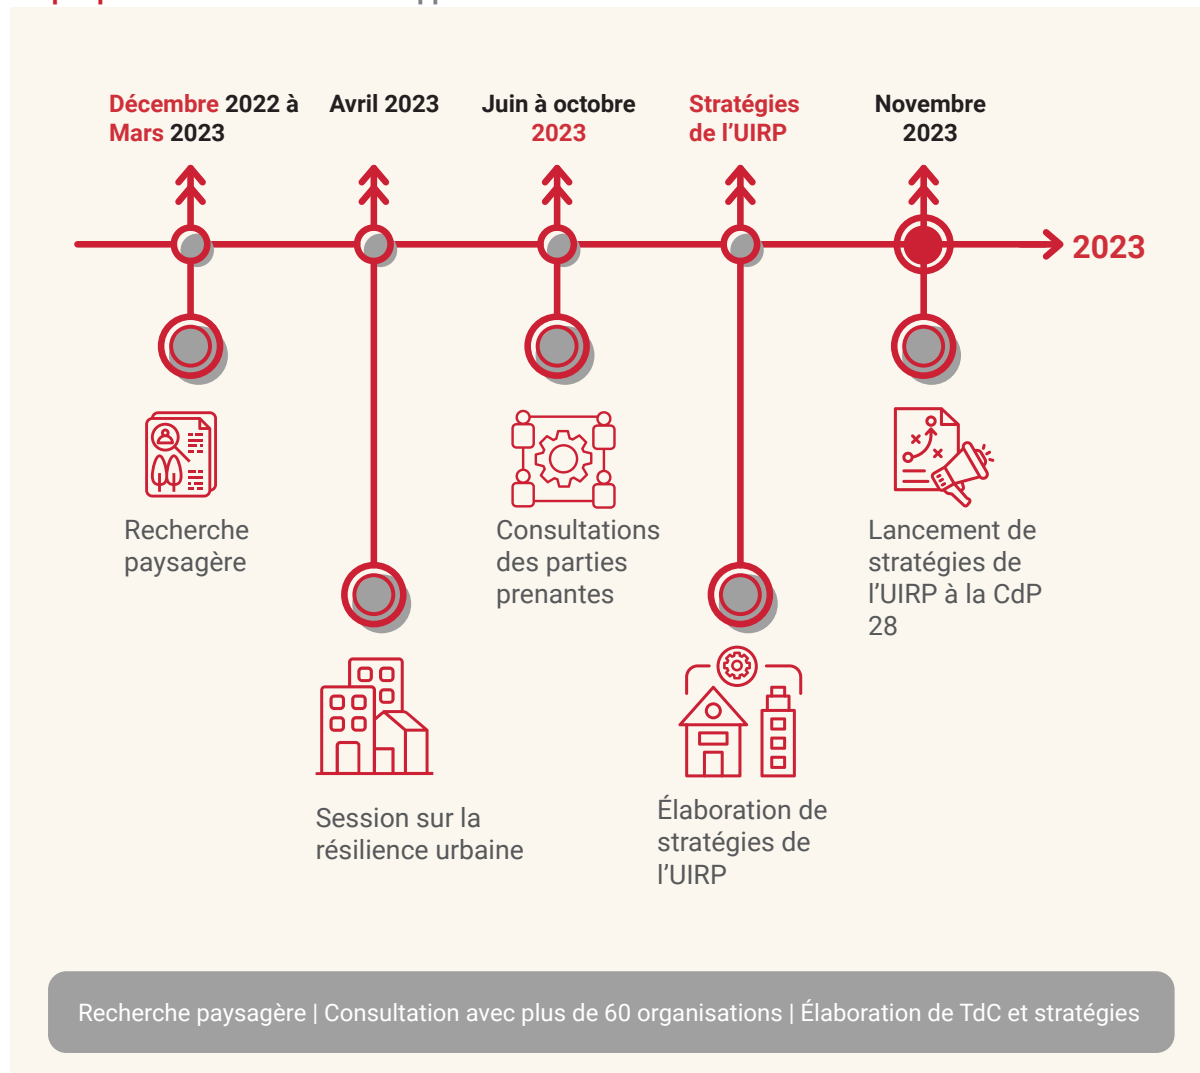 Décembre 2022 à
Mars 2023
Avril 2023
Juin à octobre
2023
Stratégies
de l'UIRP
Novembre
2023
2023
Recherche
paysagère
Consultations
des parties
prenantes
Lancement de
stratégies de
l'UIRP à la CdP
28
Session sur la
résilience urbaine
Élaboration de
stratégies de
l'UIRP
Recherche paysagère | Consultation avec plus de 60 organisations | Élaboration de TdC et stratégies